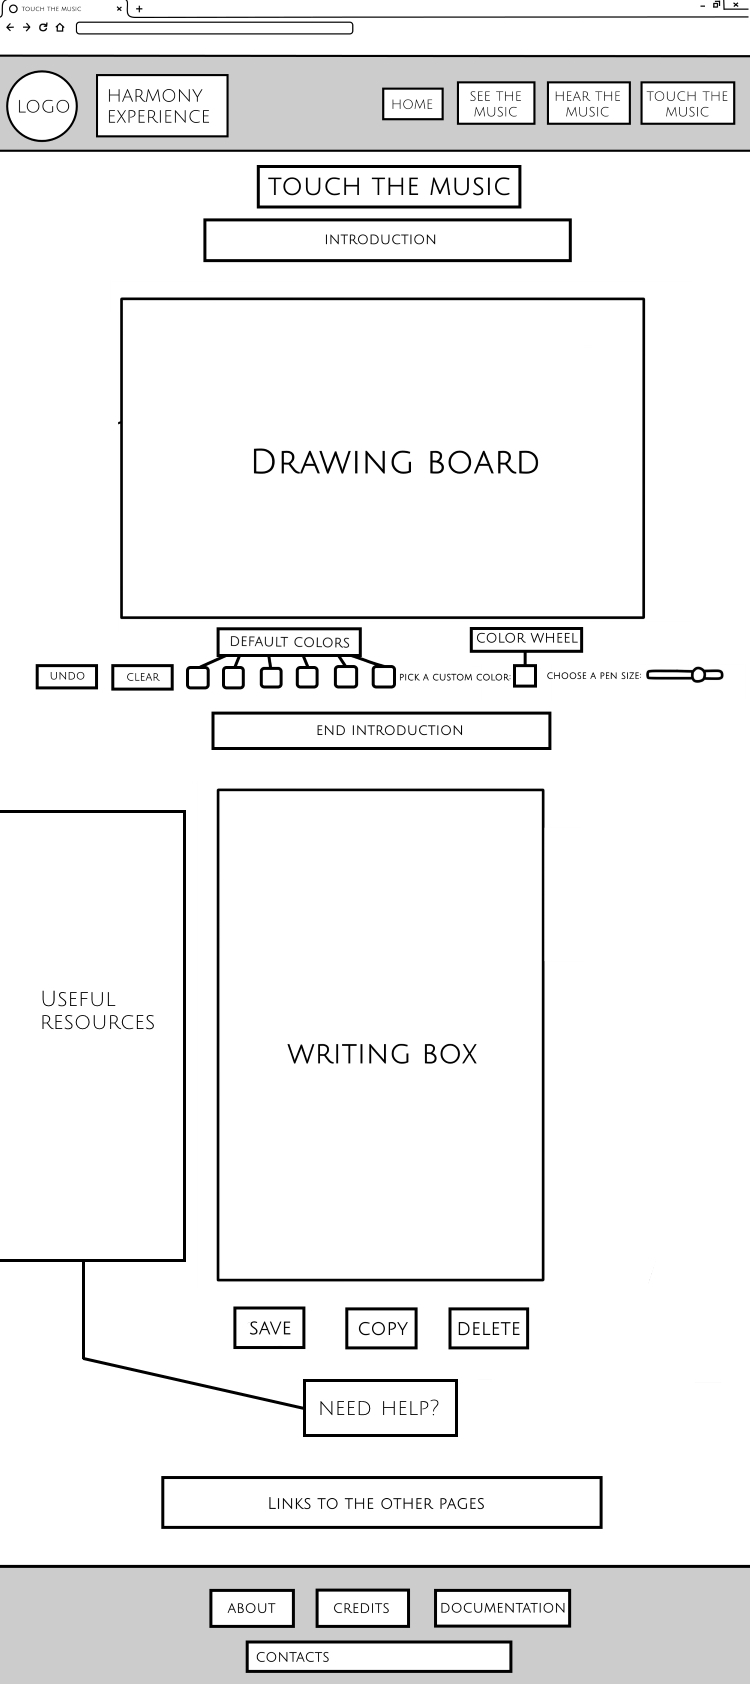 TOUCH THE MUSIC
LOGO
HARMONY
EXPERIENCE
HOME
SEE THE
MUSIC
HEAR THE
MUSIC
TOUCH THE
MUSIC
TOUCH THE MUSIC
INTRODUCTION
DRAWING BOARD
DEFAULT COLORS
COLOR WHEEL
UNDO
CLEAR
PICK A CUSTOM COLOR:
CHOOSE A PEN SIZE:
END INTRODUCTION
USEFUL
RESOURCES
WRITING BOX
SAVE
COPY
DELETE
NEED HELP?
LINKS TO THE OTHER PAGES
ABOUT
CREDITS
DOCUMENTATION
CONTACTS